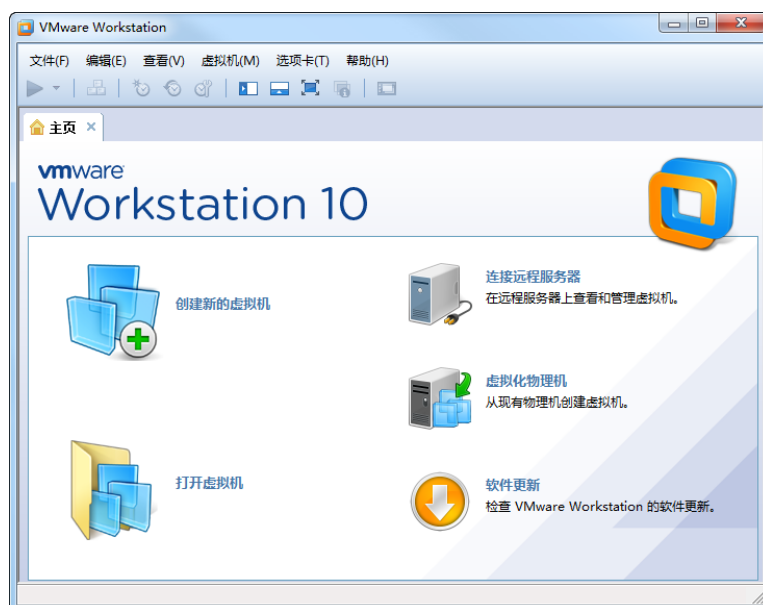 VMware Workstation
文件(F) 编辑(E) 查看(V) 虚拟机(M) 选项卡(T) 帮助(H)
主页
vmware
Workstation 10
创建新的虚拟机
打开虚拟机
连接远程服务器
在远程服务器上查看和管理虚拟机。
虚拟化物理机
从现有物理机创建虚拟机。
软件更新
检查 VMware Workstation 的软件更新。